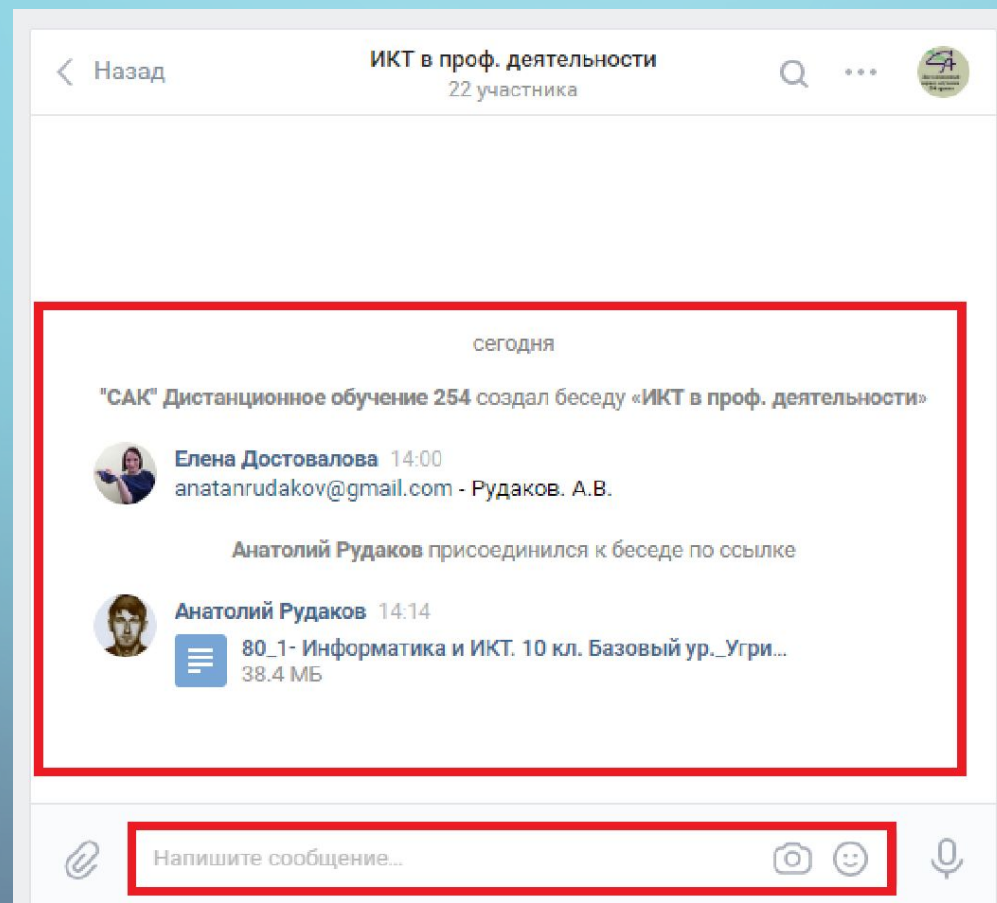 Назад
ИКТ в проф. деятельности
22 участника
сегодня
"САК" Дистанционное обучение 254 создал беседу «ИКТ в проф. деятельности»
Елена Достовалова 14:00
anatanrudakov@gmail.com - Рудаков. А.В.
Анатолий Рудаков присоединился к беседе по ссылке
Анатолий Рудаков 14:14
80_1- Информатика и ИКТ. 10 кл. Базовый ур._Угри...
38.4 МБ
Напишите сообщение...